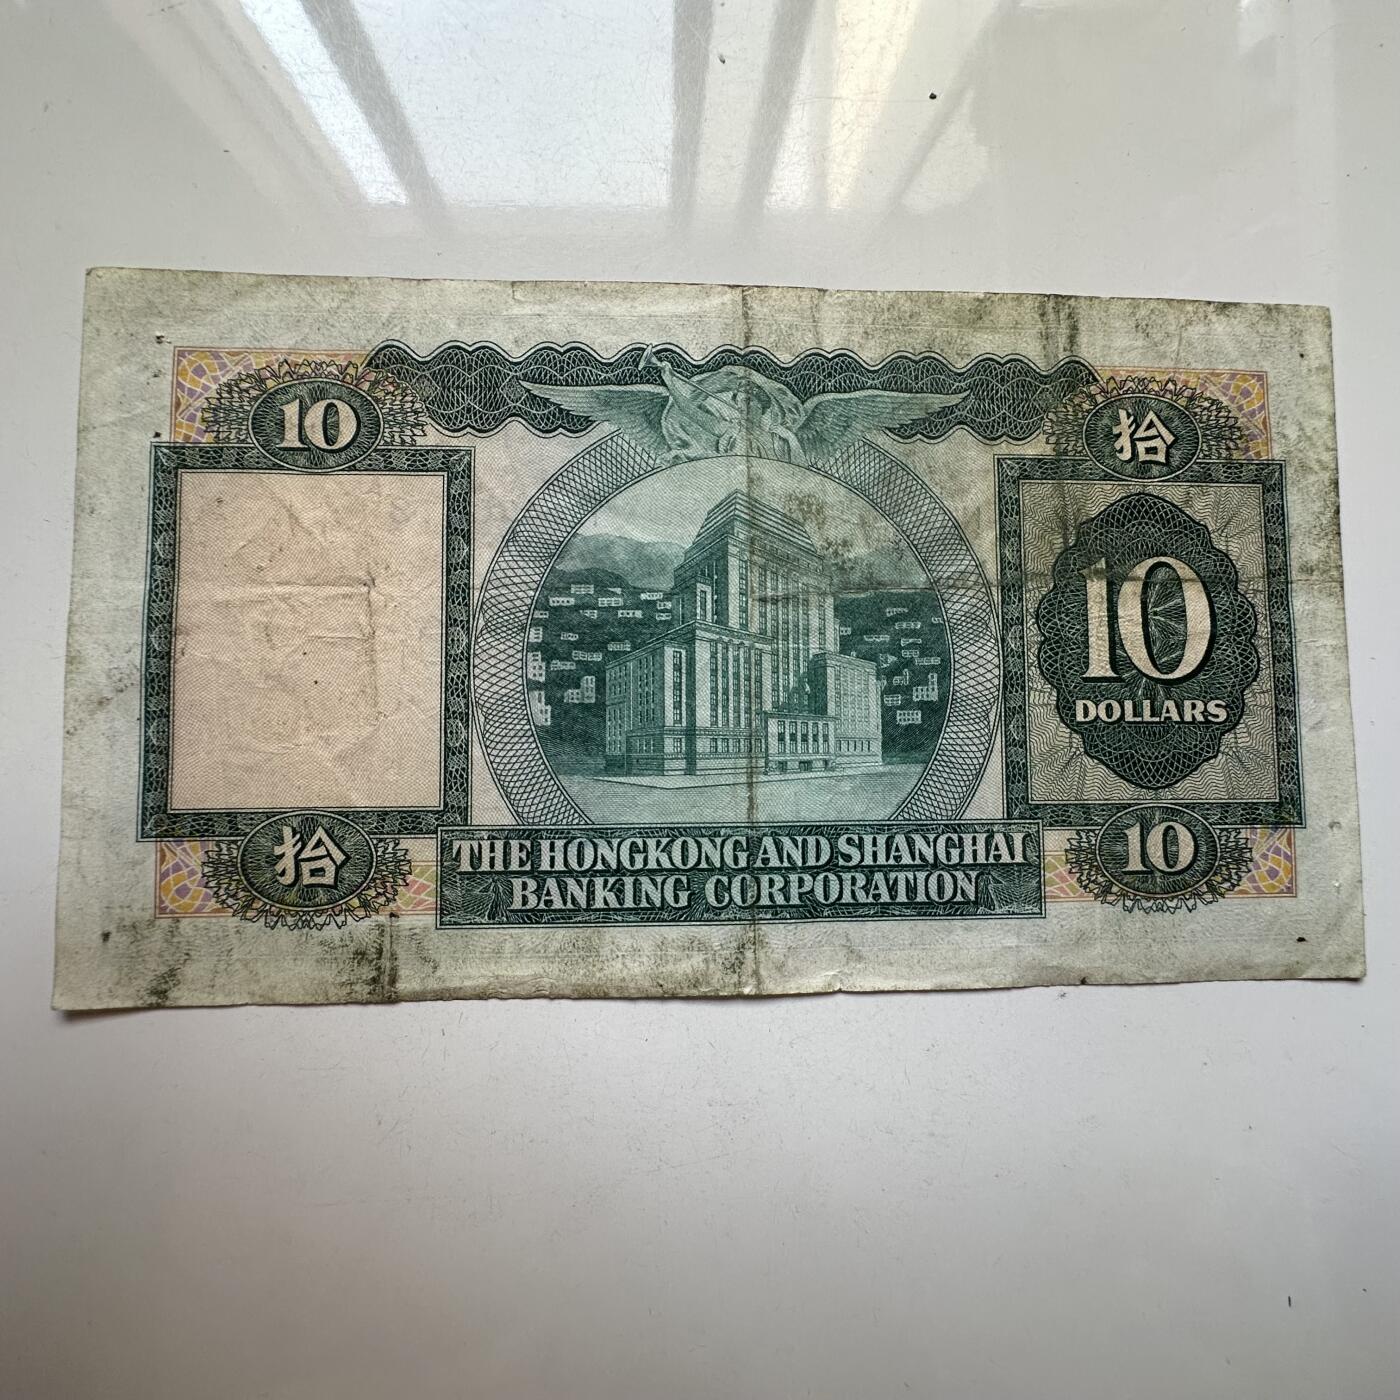 10
拾
10
DOLLARS
拾
THE HONGKONG AND SHANGHAI
BANKING CORPORATION
10